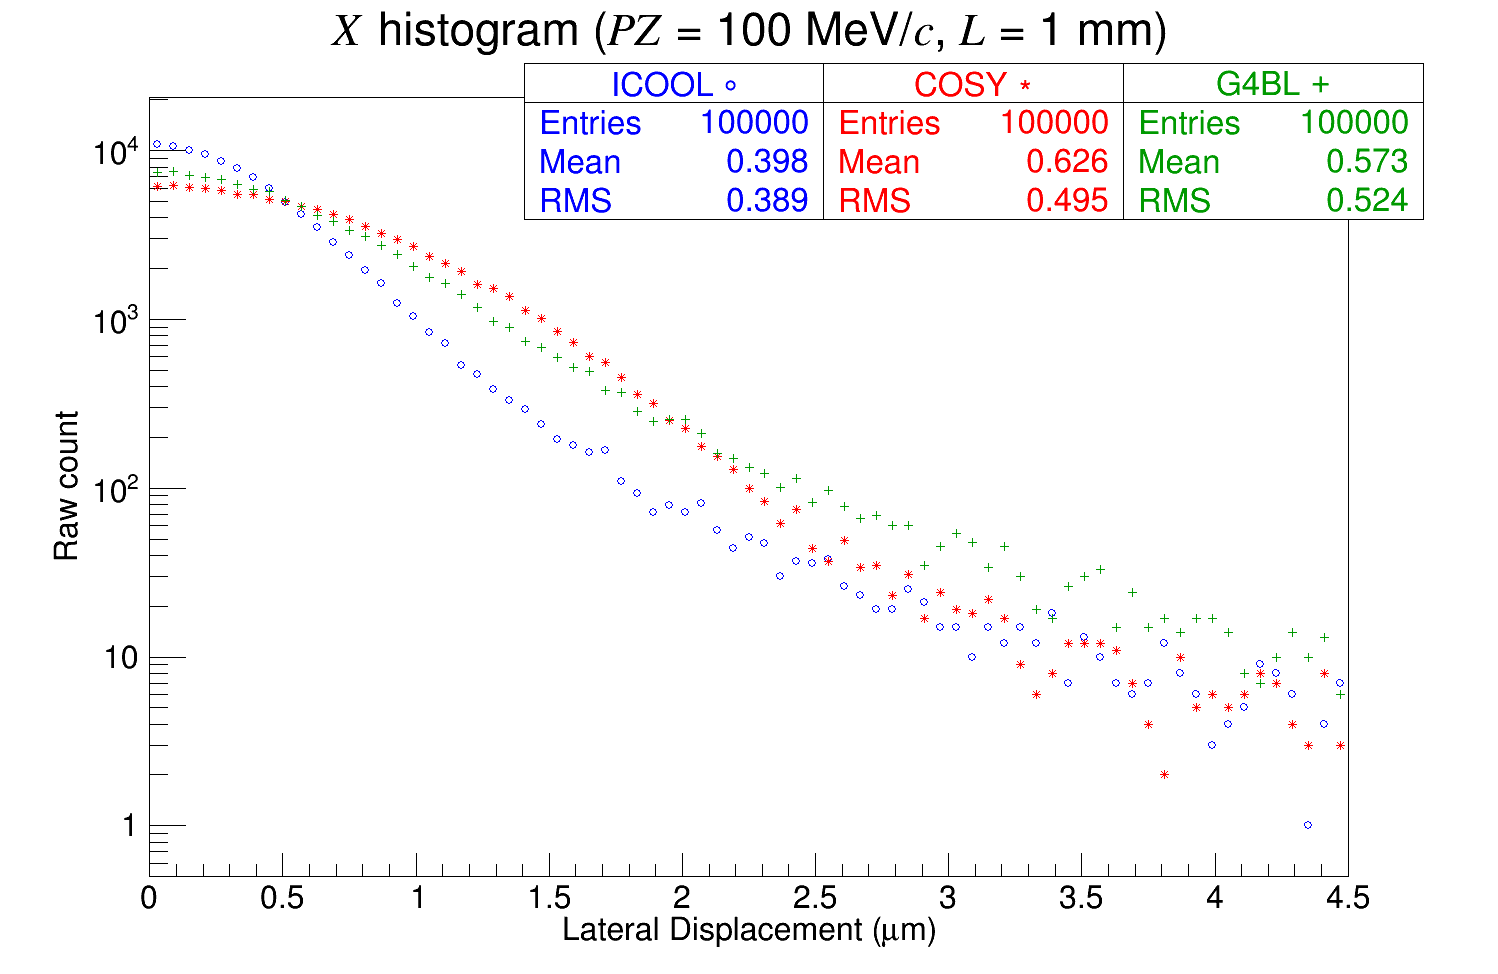 X histogram (PZ = 100 MeV/c, L = 1 mm)
ICOOL COSY * G4BL +
Entries 100000 Entries 100000 Entries 100000
Mean 0.398 Mean 0.626 Mean 0.573
RMS 0.389 RMS 0.495 RMS 0.524
Raw count
10⁴
10³
10²
10
1
0 0.5 1 1.5 2 2.5 3 3.5 4 4.5
Lateral Displacement (μm)